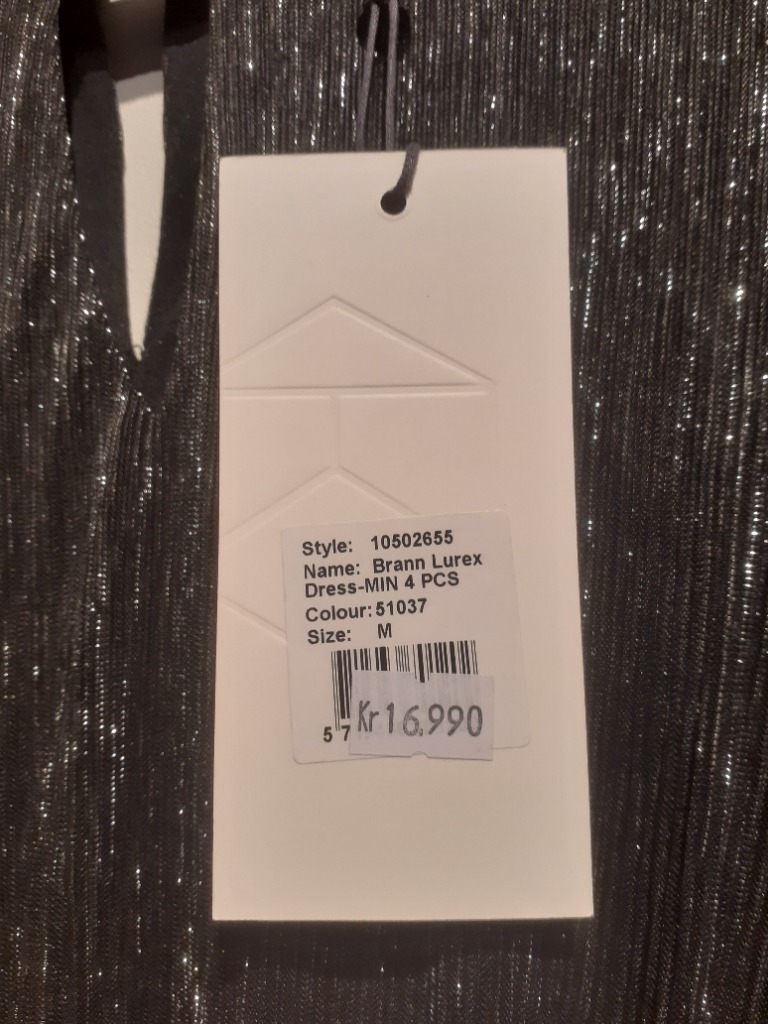 Style: 10502655
Name: Brann Lurex
Dress-MIN 4 PCS
Colour: 51037
Size: M
5 7
Kr 16.990